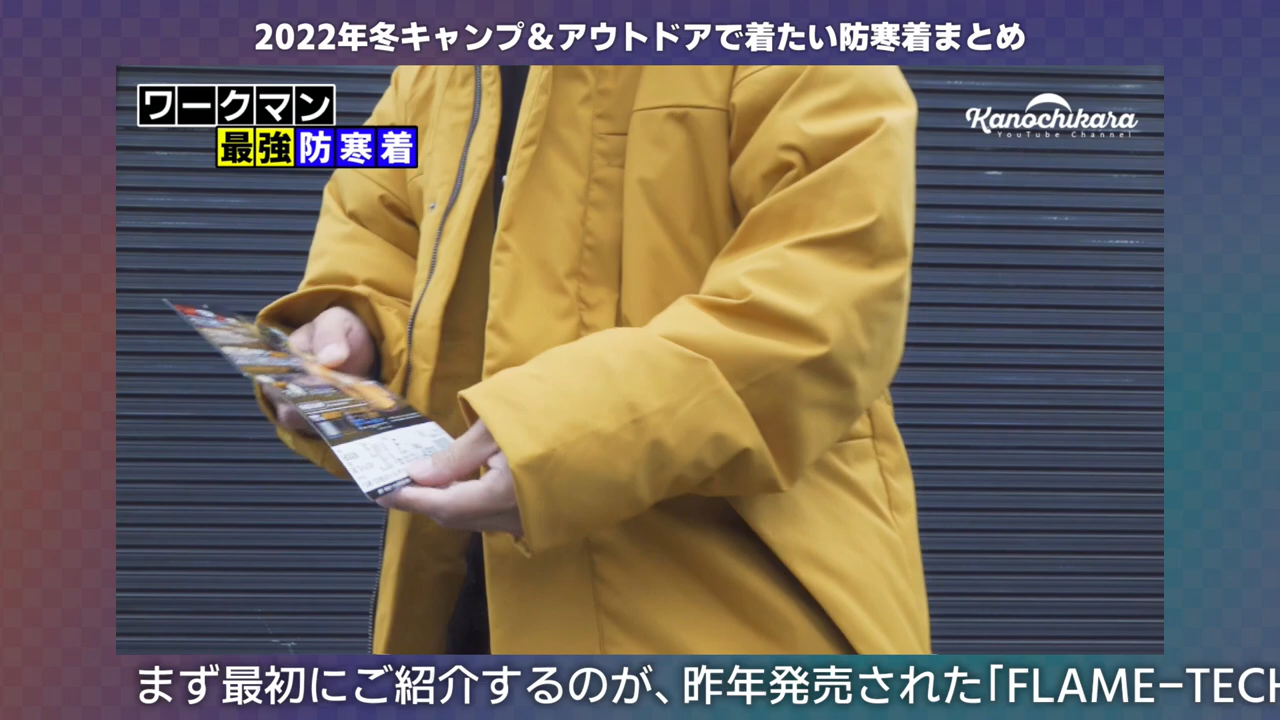 2022年冬キャンプ&アウトドアで着たい防寒着まとめ
ワークマン
最強防寒着
Kanochikara
YouTube Channel
まず最初にご紹介するのが、昨年発売された「FLAME-TECH